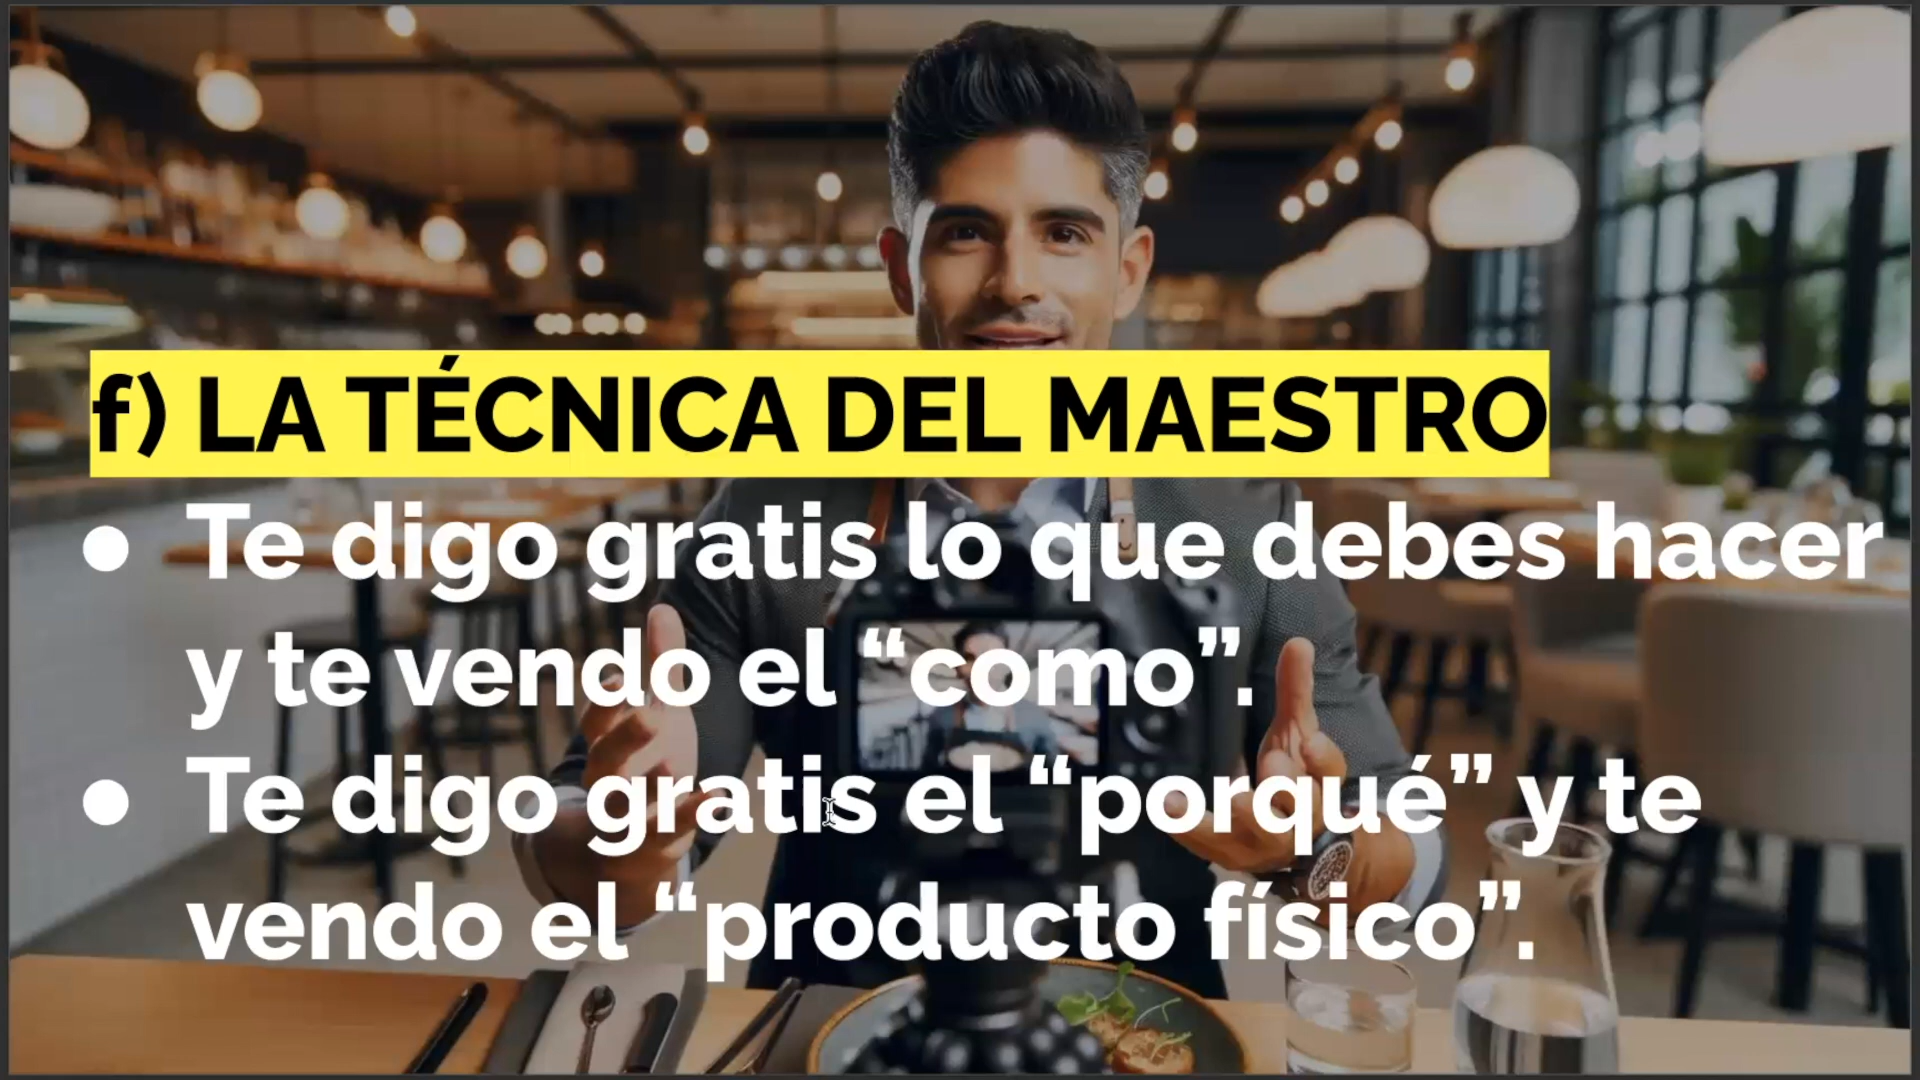 f) LA TÉCNICA DEL MAESTRO
● Te digo gratis lo que debes hacer
y te vendo el “como”.
● Te digo gratis el “porqué” y te
vendo el “producto físico”.